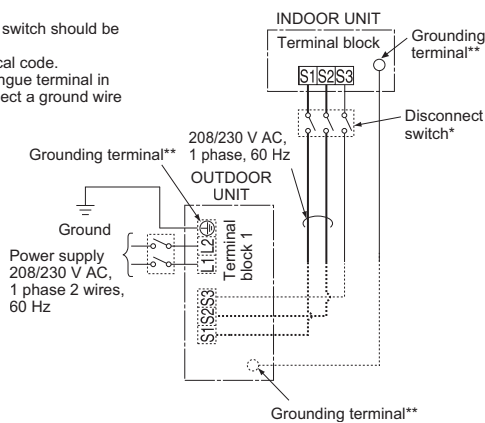 switch should be
cal code.
ngue terminal in
ect a ground wire
INDOOR UNIT
Terminal block
Grounding
terminal**
S1 S2 S3
Disconnect
switch*
208/230 V AC,
1 phase, 60 Hz
Grounding terminal**
OUTDOOR
UNIT
Ground
Power supply
208/230 V AC,
1 phase 2 wires,
60 Hz
L1 L2
Terminal
block 1
S1 S2 S3
Grounding terminal**